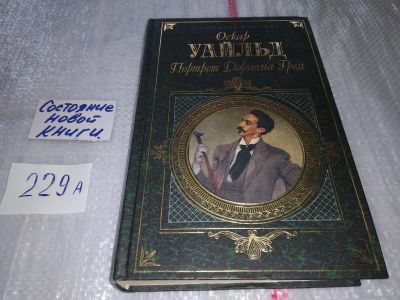 Оскар
УАЙЛЬД
Портрет Дориана Грея
Состояние
новой
книги.
229А